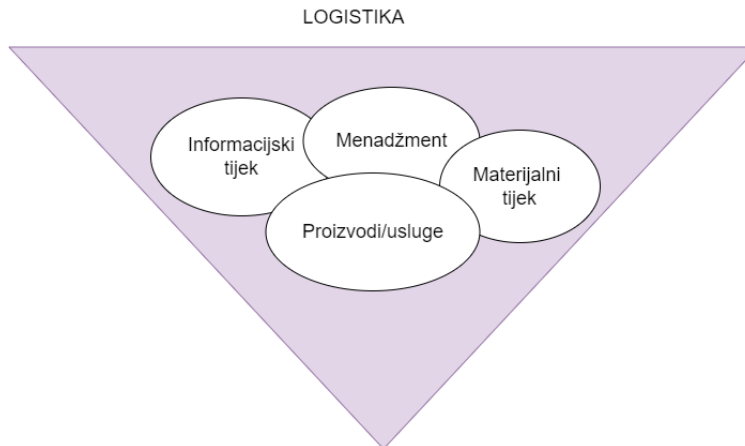 LOGISTIKA
Informacijski
tijek
Menadžment
Materijalni
tijek
Proizvodi/usluge